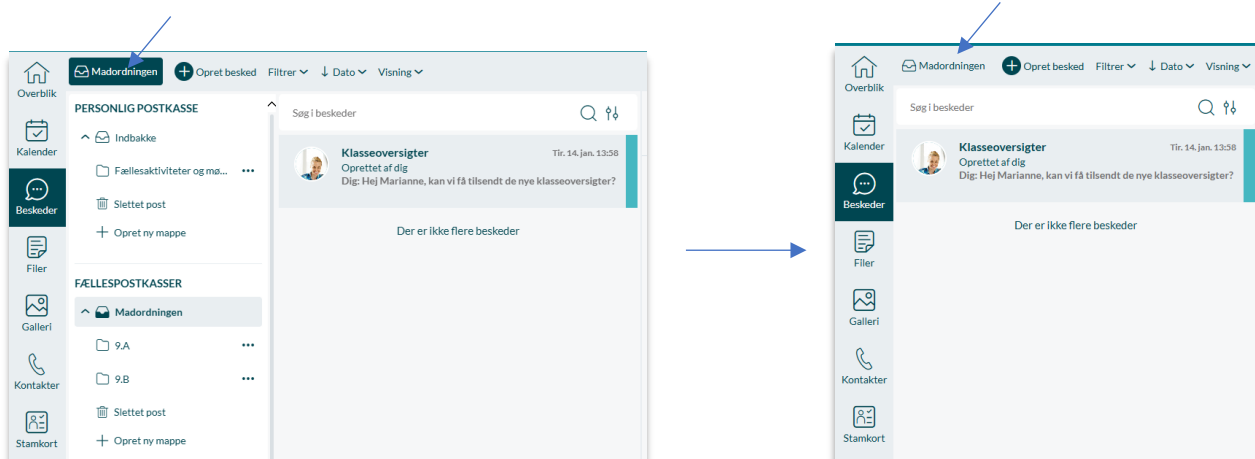 Madordningen Opret besked Filtrer Dato Visning
Overblik
PERSONLIG POSTKASSE
Indbakke
Fællesaktiviteter og mø...
Slettet post
Opret ny mappe
FÆLLESPOSTKASSER
Madordningen
9.A
9.B
Slettet post
Opret ny mappe
Kalender
Beskeder
Filer
Galleri
Kontakter
Stamkort
Søg i beskeder
Klasseoversigter Tir. 14. jan. 13:58
Oprettet af dig
Dig: Hej Marianne, kan vi få tilsendt de nye klasseoversigter?
Der er ikke flere beskeder
Madordningen Opret besked Filtrer Dato Visning
Overblik
Kalender
Beskeder
Filer
Galleri
Kontakter
Stamkort
Søg i beskeder
Klasseoversigter Tir. 14. jan. 13:58
Oprettet af dig
Dig: Hej Marianne, kan vi få tilsendt de nye klasseoversigter?
Der er ikke flere beskeder